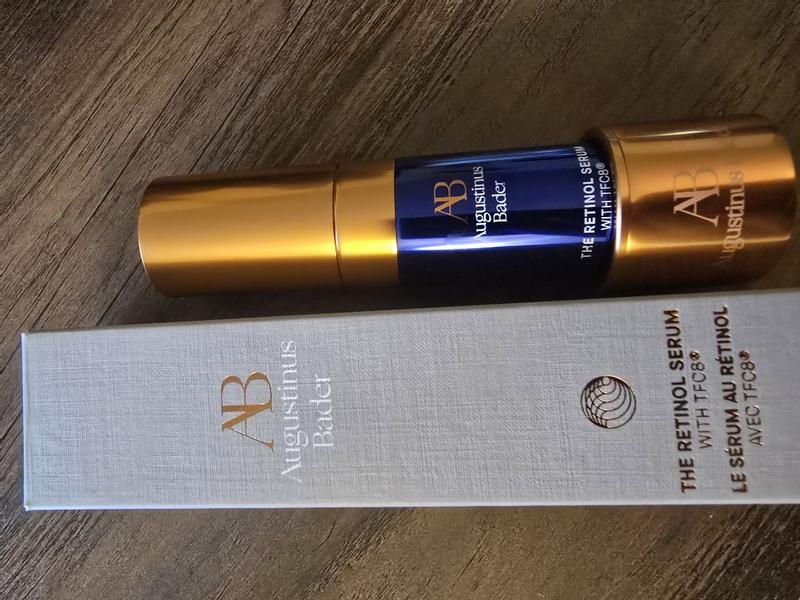 AB
Augustinus
Bader
THE RETINOL SERUM
WITH TFC8®
AB
Augustinus
AB
Augustinus
Bader
THE RETINOL SERUM
WITH TFC8®
LE SÉRUM AU RÉTINOL
AVEC TFC8®